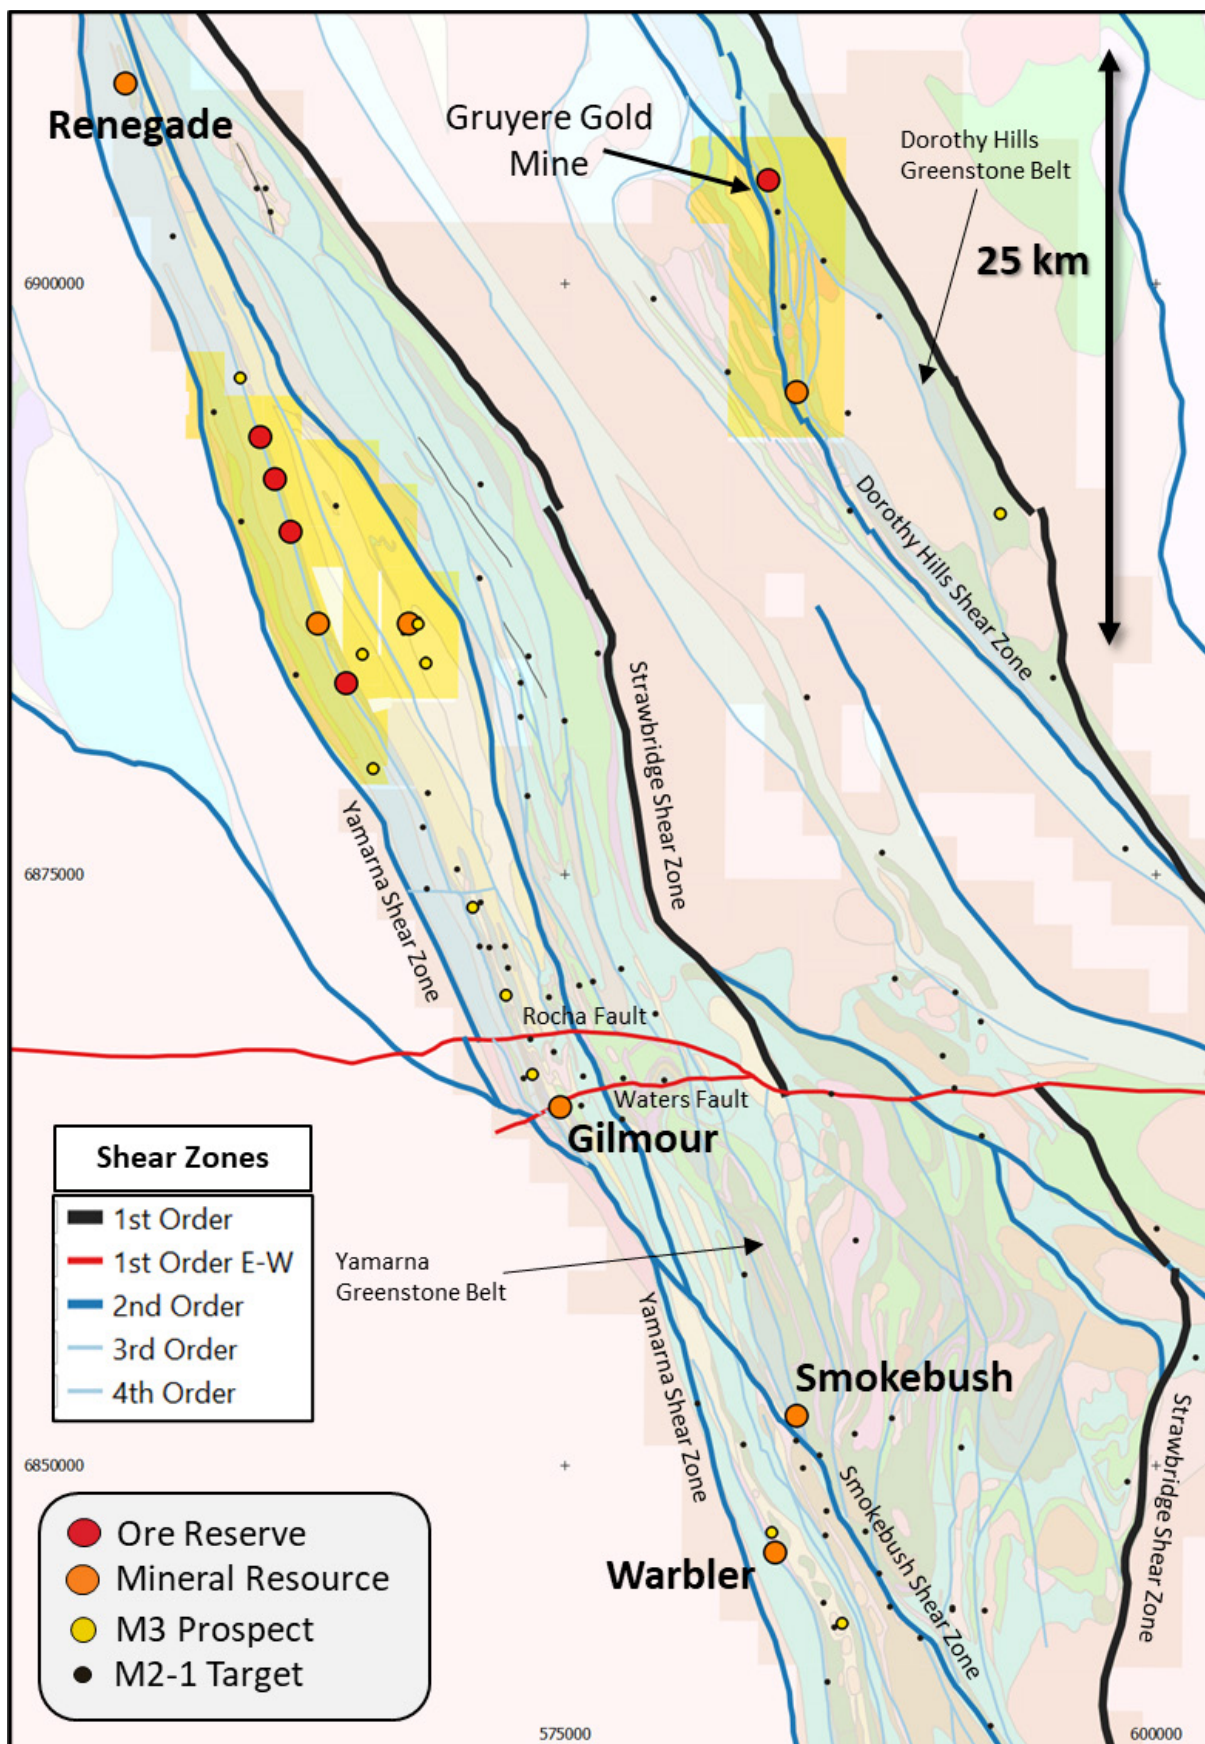 Renegade
Gruyere Gold
Mine
Dorothy Hills
Greenstone Belt
25 km
6900000
Dorothy Hills Shear Zone
Strawbridge Shear Zone
Yamarna Shear Zone
6875000
Rocha Fault
Waters Fault
Gilmour
Shear Zones
1st Order
1st Order E-W
2nd Order
3rd Order
4th Order
Yamarna
Greenstone Belt
Yamarna Shear Zone
Smokebush
Strawbridge Shear Zone
6850000
Smokebush Shear Zone
Ore Reserve
Mineral Resource
M3 Prospect
M2-1 Target
Warbler
575000
600000